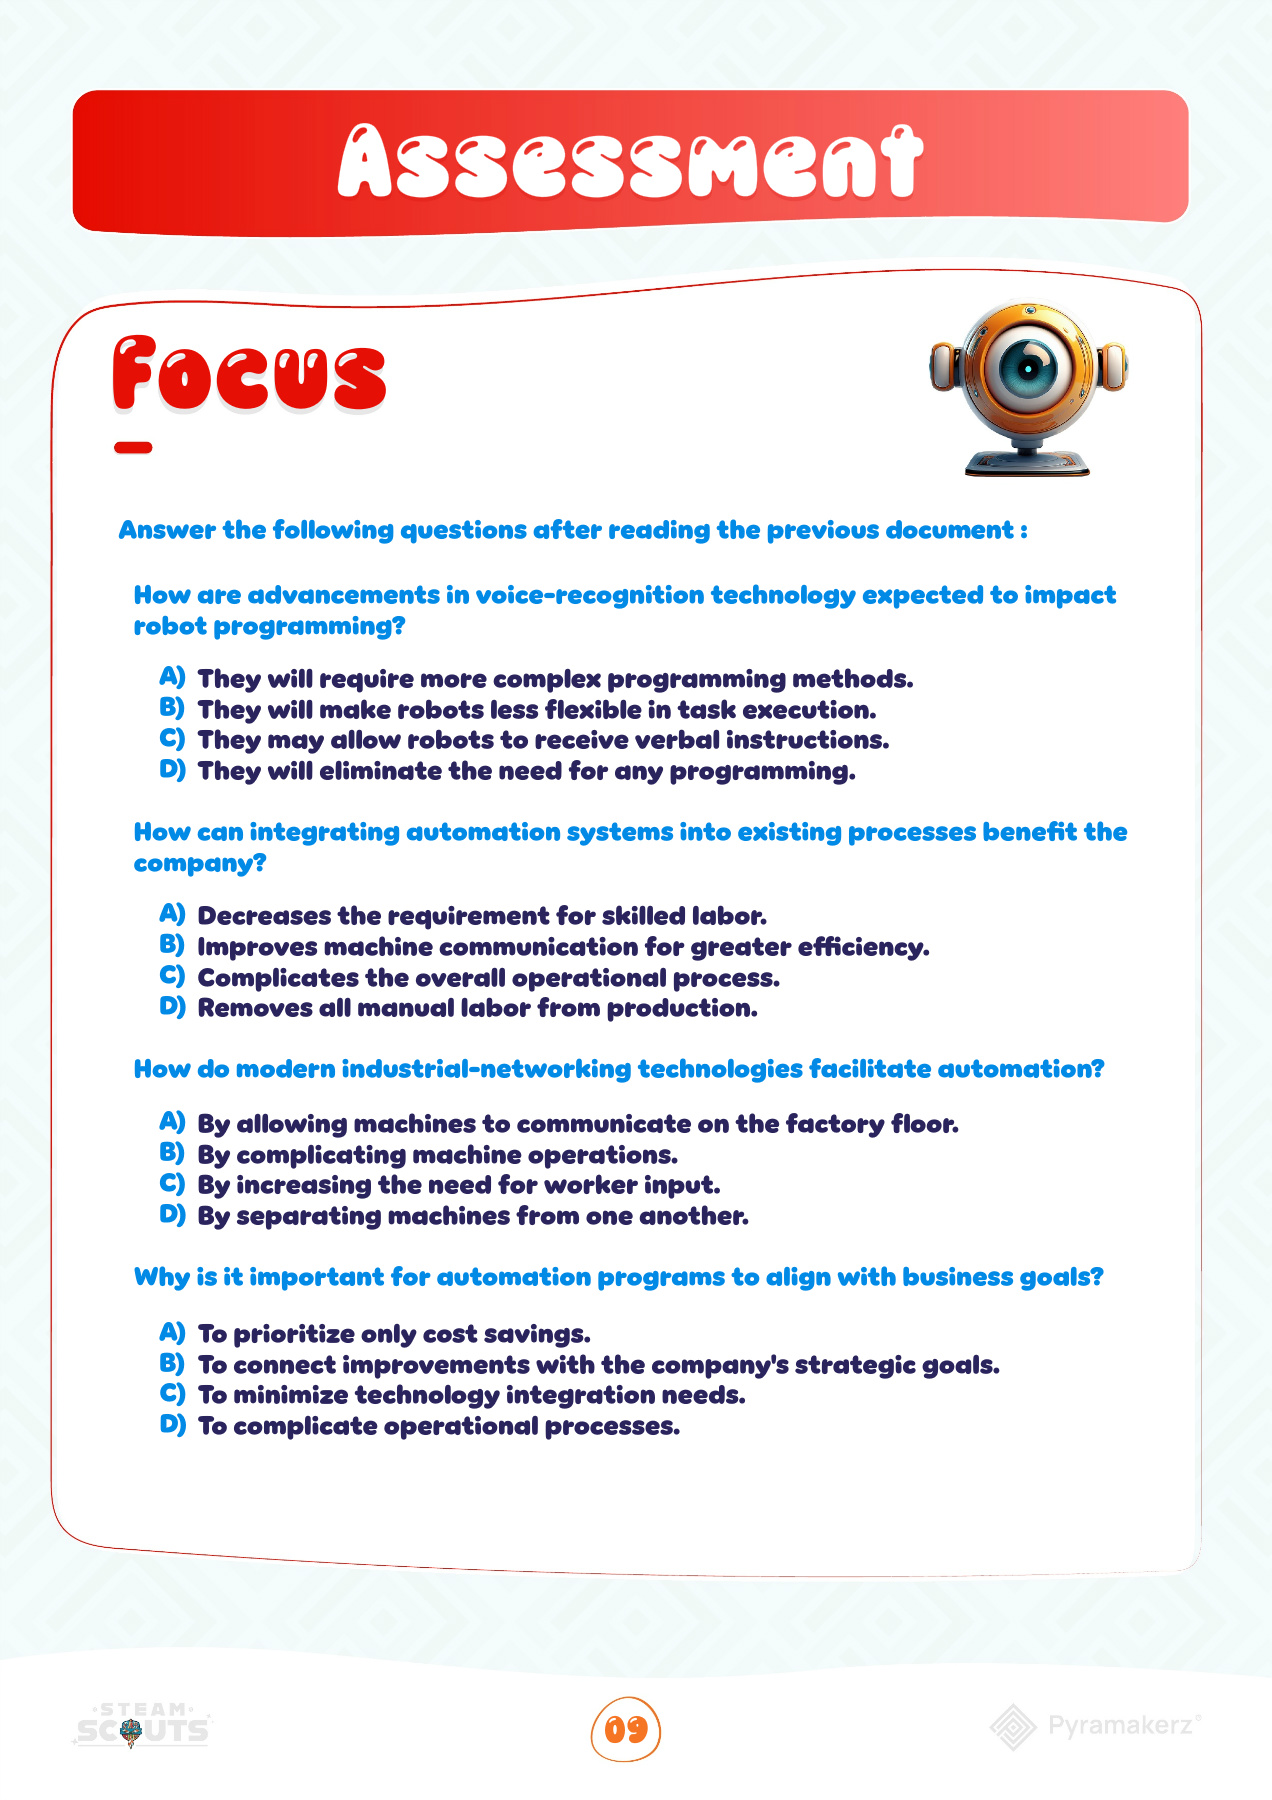 Assessment
Focus
Answer the following questions after reading the previous document :
How are advancements in voice-recognition technology expected to impact
robot programming?
A) They will require more complex programming methods.
B) They will make robots less flexible in task execution.
C) They may allow robots to receive verbal instructions.
D) They will eliminate the need for any programming.
How can integrating automation systems into existing processes benefit the
company?
A) Decreases the requirement for skilled labor.
B) Improves machine communication for greater efficiency.
C) Complicates the overall operational process.
D) Removes all manual labor from production.
How do modern industrial-networking technologies facilitate automation?
A) By allowing machines to communicate on the factory floor.
B) By complicating machine operations.
C) By increasing the need for worker input.
D) By separating machines from one another.
Why is it important for automation programs to align with business goals?
A) To prioritize only cost savings.
B) To connect improvements with the company's strategic goals.
C) To minimize technology integration needs.
D) To complicate operational processes.
STEAM
SCOUTS
09
Pyramakerz